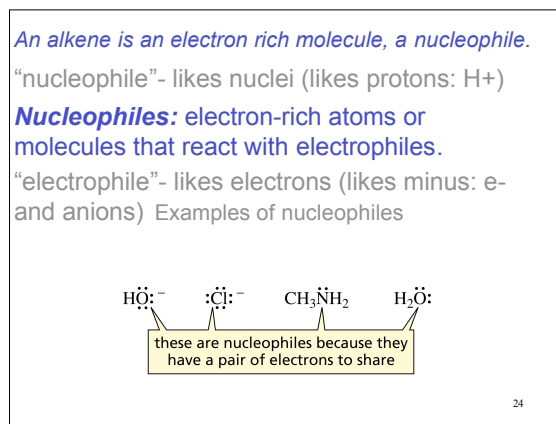 An alkene is an electron rich molecule, a nucleophile.
“nucleophile”- likes nuclei (likes protons: H+)
Nucleophiles: electron-rich atoms or
molecules that react with electrophiles.
“electrophile”- likes electrons (likes minus: e-
and anions) Examples of nucleophiles
HÖ:⁻ :C̈l:⁻ CH₃N̈H₂ H₂Ö:
these are nucleophiles because they
have a pair of electrons to share
24